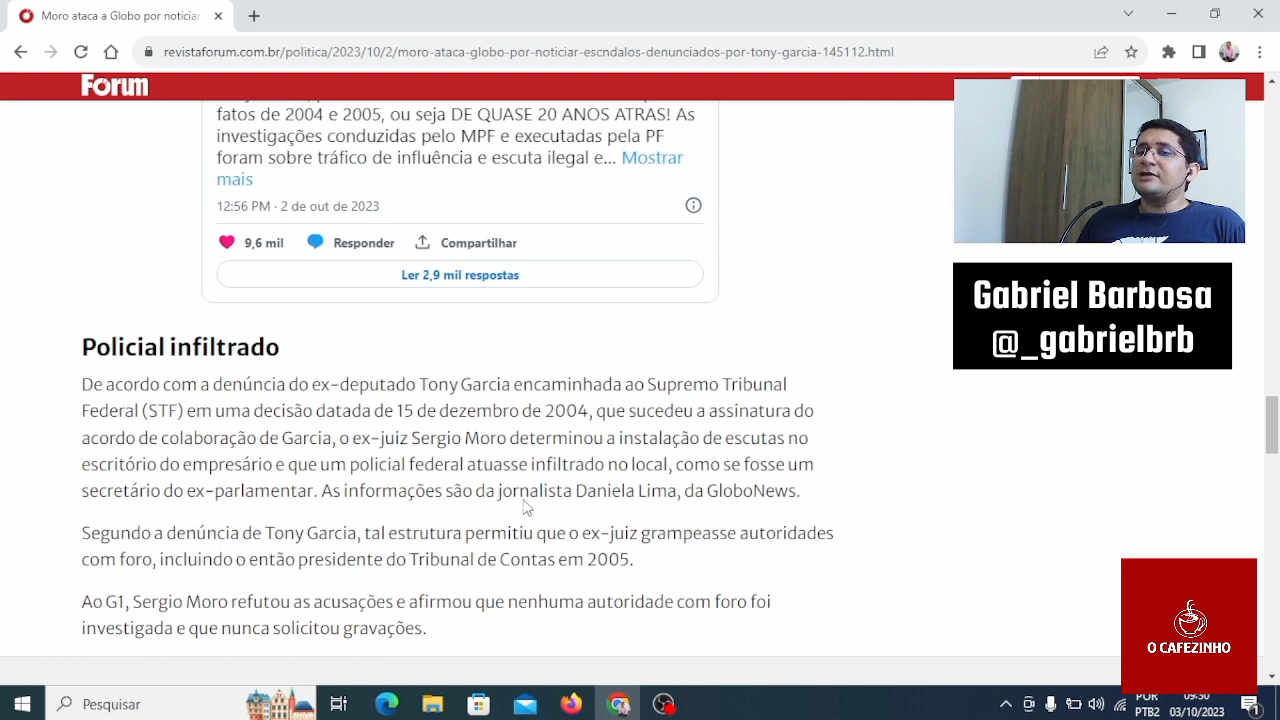 Moro ataca a Globo por noticiar
revistaforum.com.br/politica/2023/10/2/moro-ataca-globo-por-noticiar-escndalos-denunciados-por-tony-garcia-145112.html
Fórum
fatos de 2004 e 2005, ou seja DE QUASE 20 ANOS ATRAS! As
investigações conduzidas pelo MPF e executadas pela PF
foram sobre tráfico de influência e escuta ilegal e... Mostrar
mais
12:56 PM · 2 de out de 2023
9,6 mil Responder Compartilhar
Ler 2,9 mil respostas
Policial infiltrado
De acordo com a denúncia do ex-deputado Tony Garcia encaminhada ao Supremo Tribunal
Federal (STF) em uma decisão datada de 15 de dezembro de 2004, que sucedeu a assinatura do
acordo de colaboração de Garcia, o ex-juiz Sergio Moro determinou a instalação de escutas no
escritório do empresário e que um policial federal atuasse infiltrado no local, como se fosse um
secretário do ex-parlamentar. As informações são da jornalista Daniela Lima, da GloboNews.
Segundo a denúncia de Tony Garcia, tal estrutura permitiu que o ex-juiz grampeasse autoridades
com foro, incluindo o então presidente do Tribunal de Contas em 2005.
Ao G1, Sergio Moro refutou as acusações e afirmou que nenhuma autoridade com foro foi
investigada e que nunca solicitou gravações.
Gabriel Barbosa
@_gabrielbrb
O CAFEZINHO
Pesquisar
POR
PTB2
09:30
03/10/2023
1